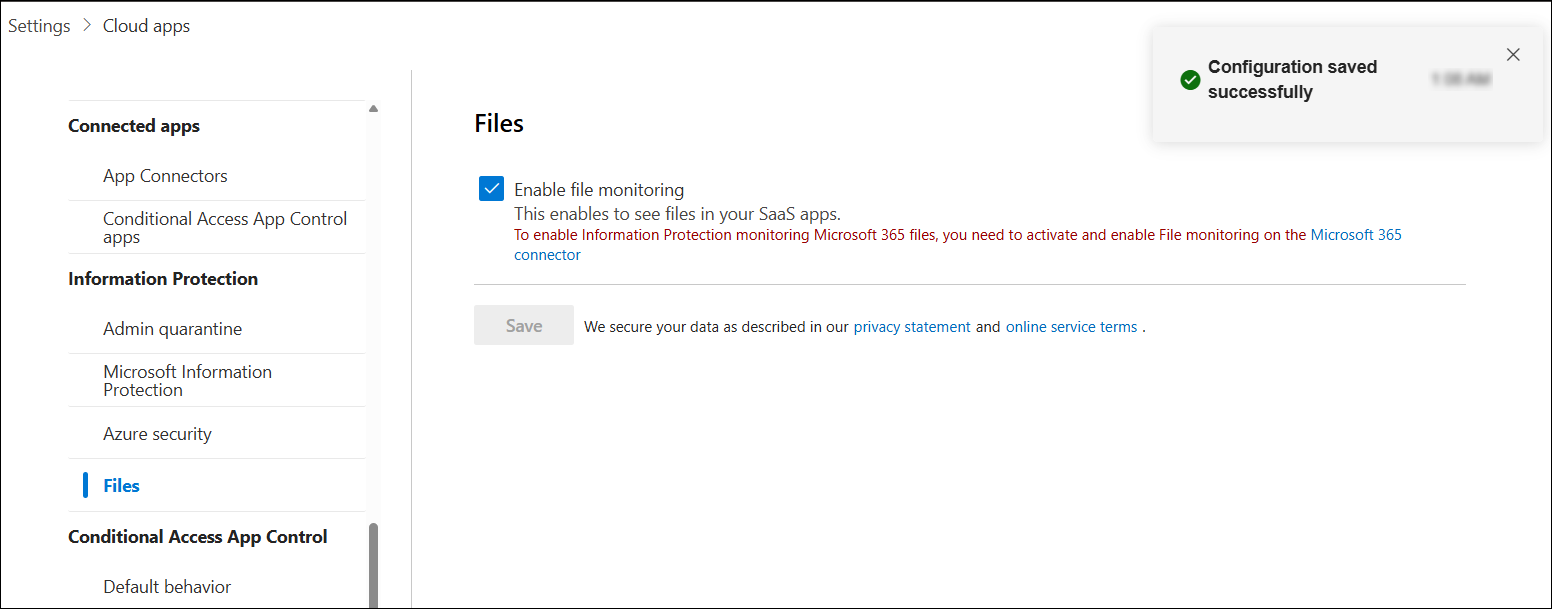 Settings > Cloud apps
Configuration saved
successfully
Connected apps
App Connectors
Conditional Access App Control
apps
Information Protection
Admin quarantine
Microsoft Information
Protection
Azure security
Files
Conditional Access App Control
Default behavior
Files
Enable file monitoring
This enables to see files in your SaaS apps.
To enable Information Protection monitoring Microsoft 365 files, you need to activate and enable File monitoring on the Microsoft 365
connector
Save We secure your data as described in our privacy statement and online service terms .